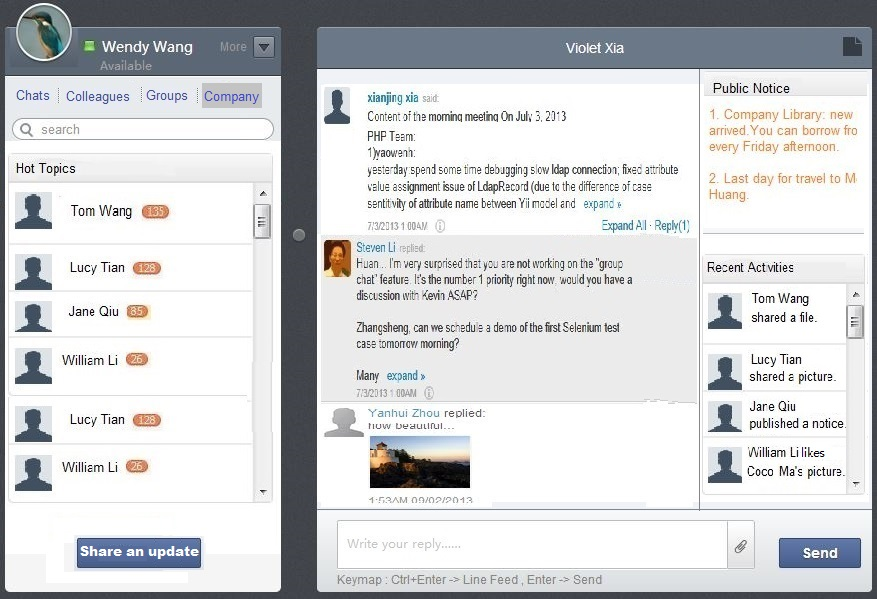 Wendy Wang
More
Available
Chats
Colleagues
Groups
Company
search
Hot Topics
Tom Wang 135
Lucy Tian 128
Jane Qiu 85
William Li 26
Lucy Tian 128
William Li 26
Share an update
Violet Xia
xianjing xia said:
Content of the morning meeting On July 3, 2013
PHP Team:
1)yaowenh:
yesterday:spend some time debugging slow ldap connection; fixed attribute
value assignment issue of LdapRecord (due to the difference of case
sentitivity of attribute name between Yii model and expand »
7/3/2013 1:00AM
Expand All · Reply(1)
Steven Li replied:
Huan... I'm very surprised that you are not working on the "group
chat" feature. It's the number 1 priority right now, would you have a
discussion with Kevin ASAP?
Zhangsheng, can we schedule a demo of the first Selenium test
case tomorrow morning?
Many expand »
7/3/2013 1:00AM
Yanhui Zhou replied:
how beautiful...
1:53AM 09/02/2013
Public Notice
1. Company Library: new
arrived.You can borrow fro
every Friday afternoon.
2. Last day for travel to M
Huang.
Recent Activities
Tom Wang
shared a file.
Lucy Tian
shared a picture.
Jane Qiu
published a notice.
William Li likes
Coco Ma's picture.
Write your reply......
Send
Keymap : Ctrl+Enter -> Line Feed , Enter -> Send